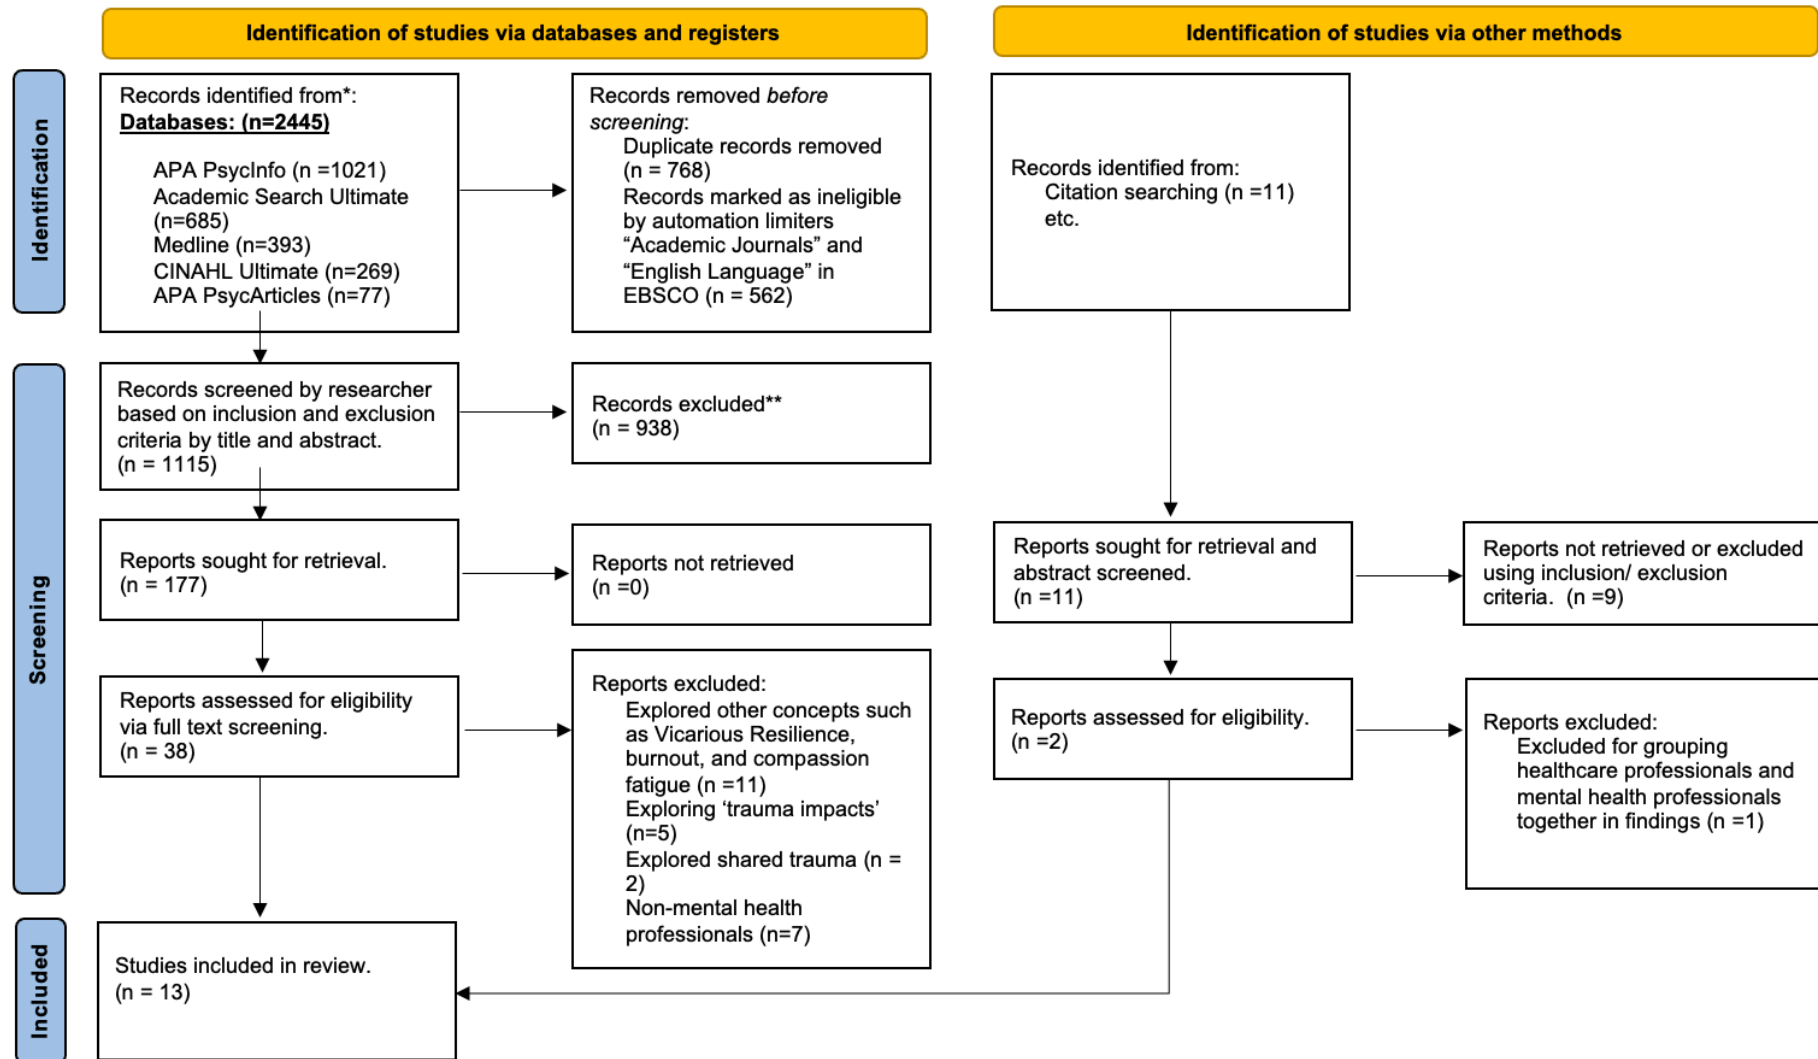 Identification of studies via databases and registers
Identification of studies via other methods
Identification
Records identified from*:
Databases: (n=2445)
APA PsycInfo (n =1021)
Academic Search Ultimate
(n=685)
Medline (n=393)
CINAHL Ultimate (n=269)
APA PsycArticles (n=77)
Records removed before
screening:
Duplicate records removed
(n = 768)
Records marked as ineligible
by automation limiters
“Academic Journals” and
“English Language” in
EBSCO (n = 562)
Records identified from:
Citation searching (n =11)
etc.
Screening
Records screened by researcher
based on inclusion and exclusion
criteria by title and abstract.
(n = 1115)
Records excluded**
(n = 938)
Reports sought for retrieval.
(n = 177)
Reports not retrieved
(n =0)
Reports sought for retrieval and
abstract screened.
(n =11)
Reports not retrieved or excluded
using inclusion/ exclusion
criteria. (n =9)
Reports assessed for eligibility
via full text screening.
(n = 38)
Reports excluded:
Explored other concepts such
as Vicarious Resilience,
burnout, and compassion
fatigue (n =11)
Exploring ‘trauma impacts’
(n=5)
Explored shared trauma (n =
2)
Non-mental health
professionals (n=7)
Reports assessed for eligibility.
(n =2)
Reports excluded:
Excluded for grouping
healthcare professionals and
mental health professionals
together in findings (n =1)
Included
Studies included in review.
(n = 13)